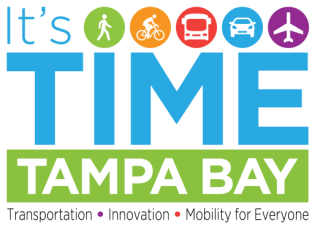 It's
TIME
TAMPA BAY
Transportation • Innovation • Mobility for Everyone